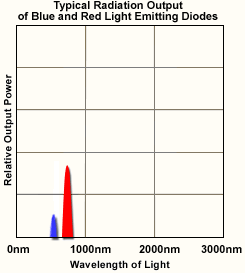 Typical Radiation Output
of Blue and Red Light Emitting Diodes
Relative Output Power
0nm 1000nm 2000nm 3000nm
Wavelength of Light